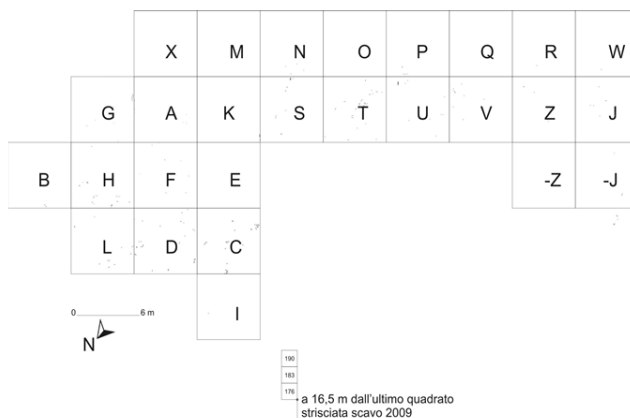 X M N O P Q R W
G A K S T U V Z J
B H F E -Z -J
L D C
I
0 6 m
N
190
183
176
a 16,5 m dall'ultimo quadrato
strisciata scavo 2009